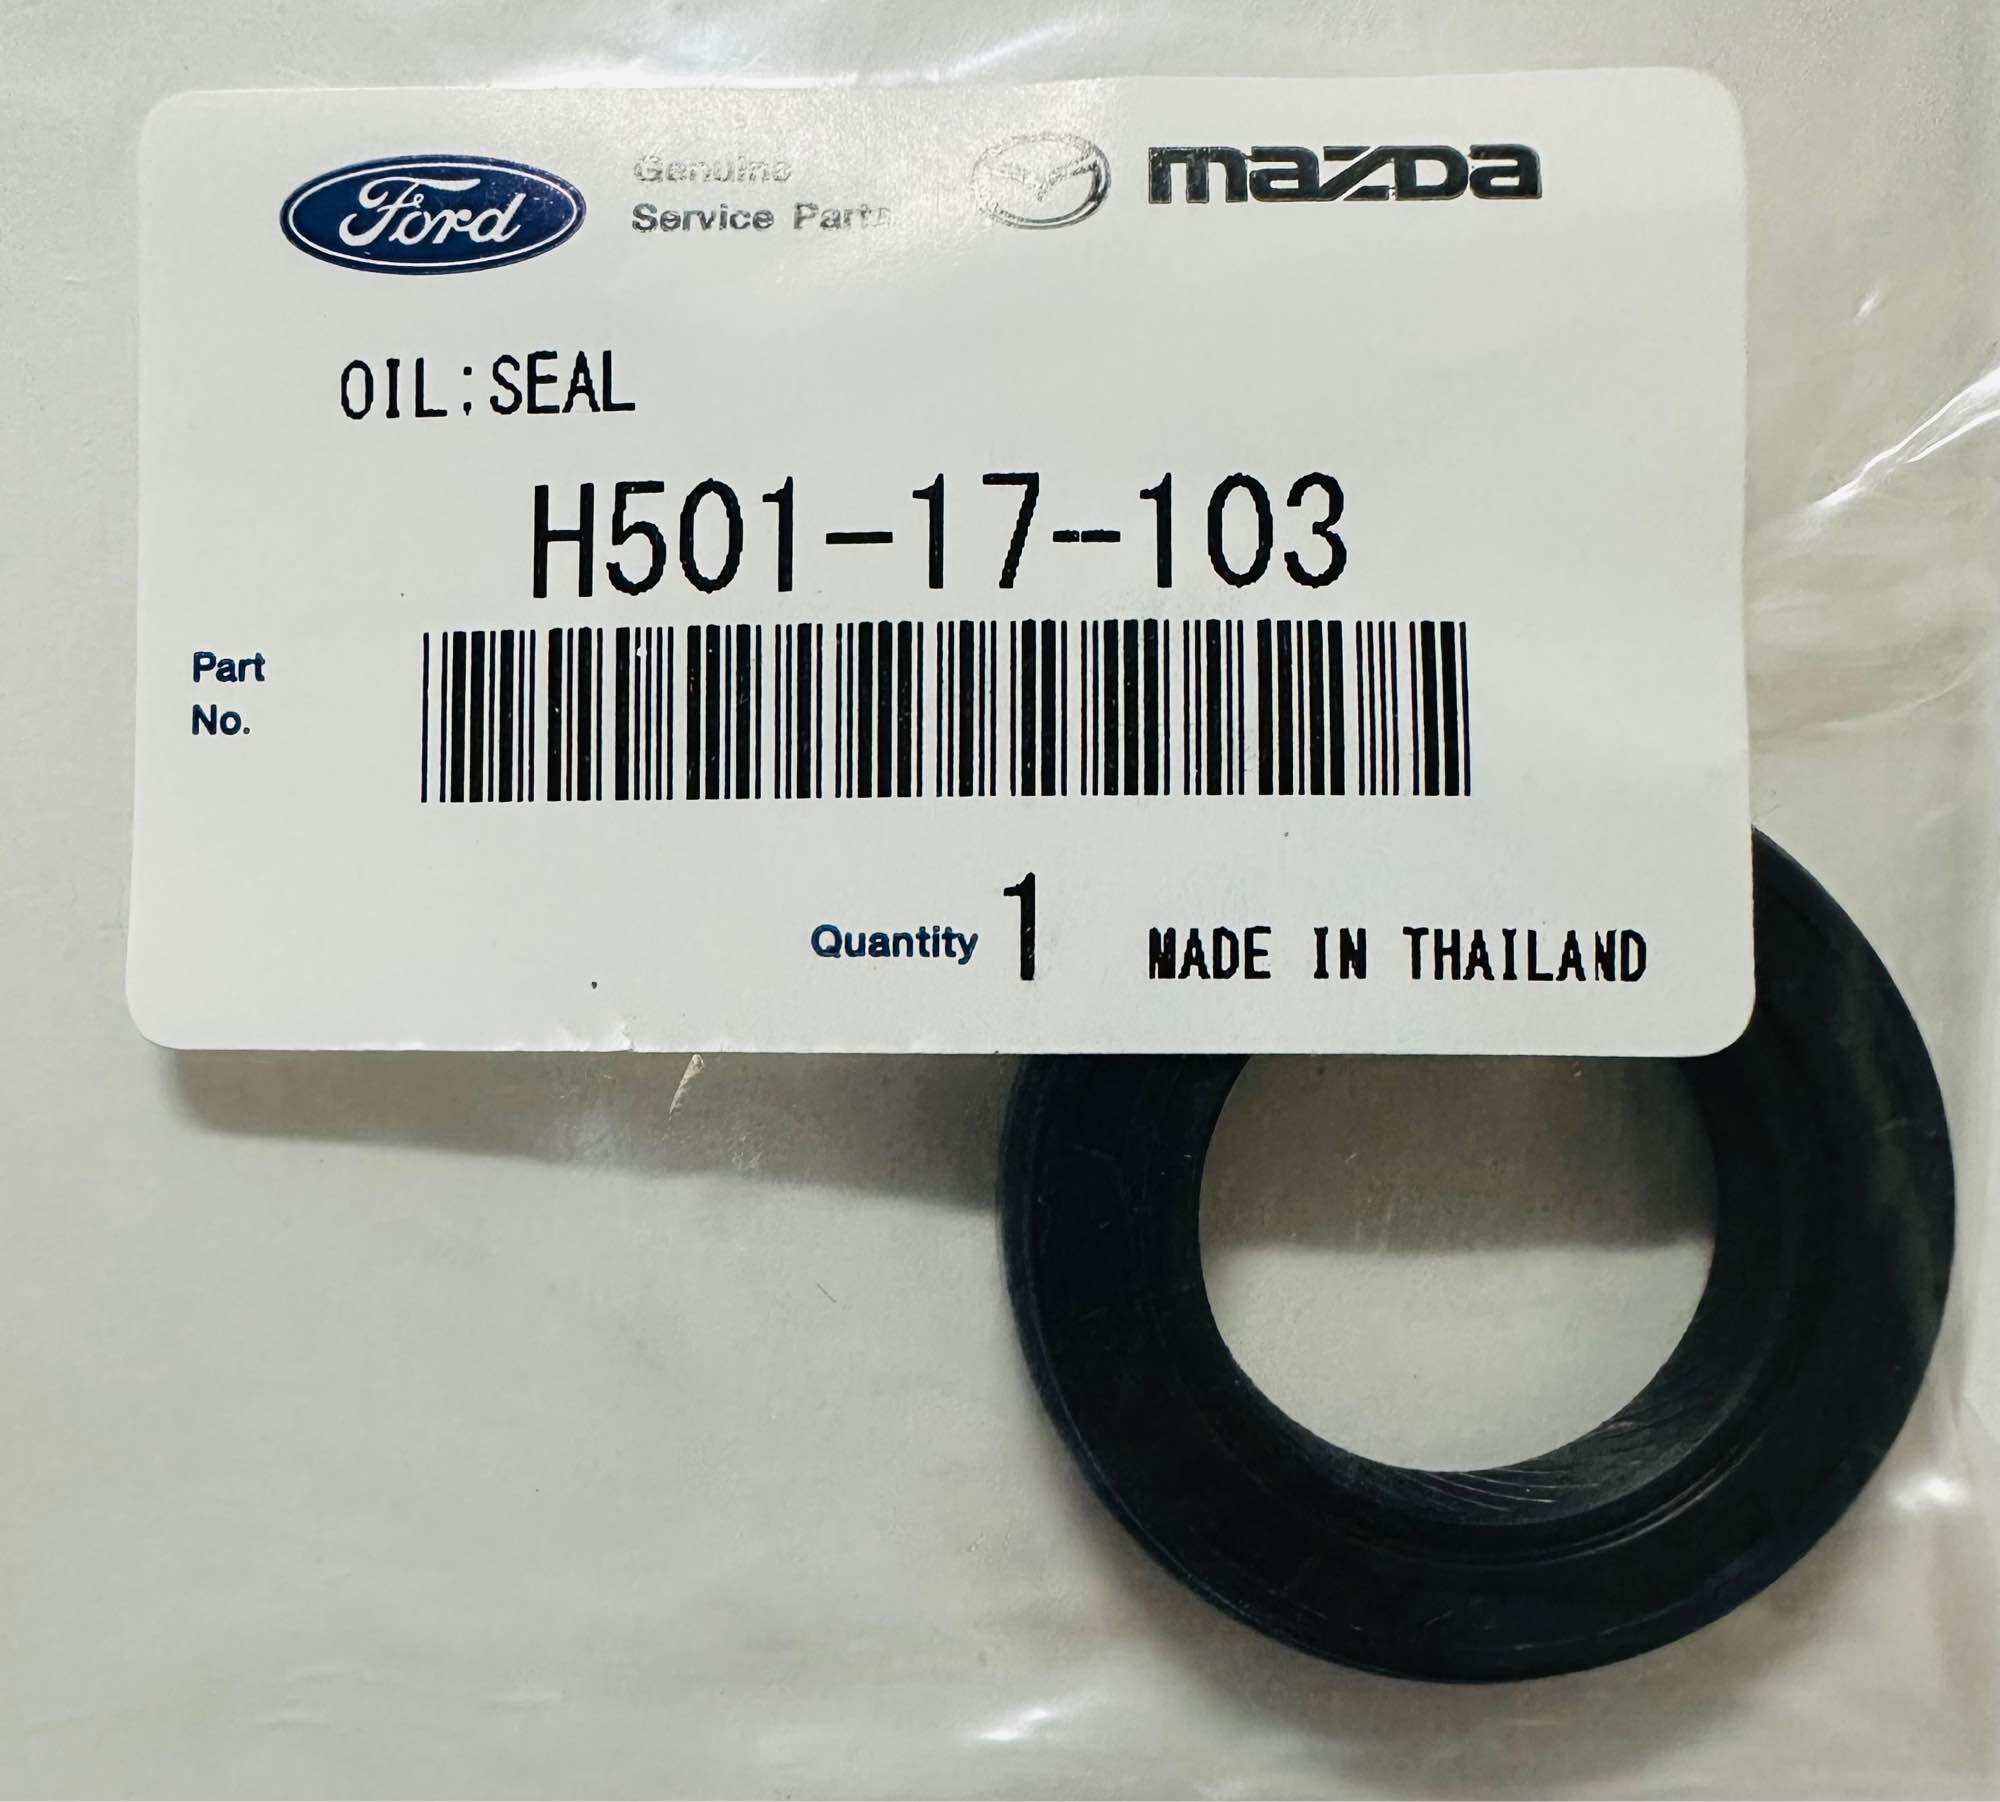 Ford
Genuine
Service Parts
mazda
OIL:SEAL
H501-17-103
Part
No.
Quantity 1 MADE IN THAILAND